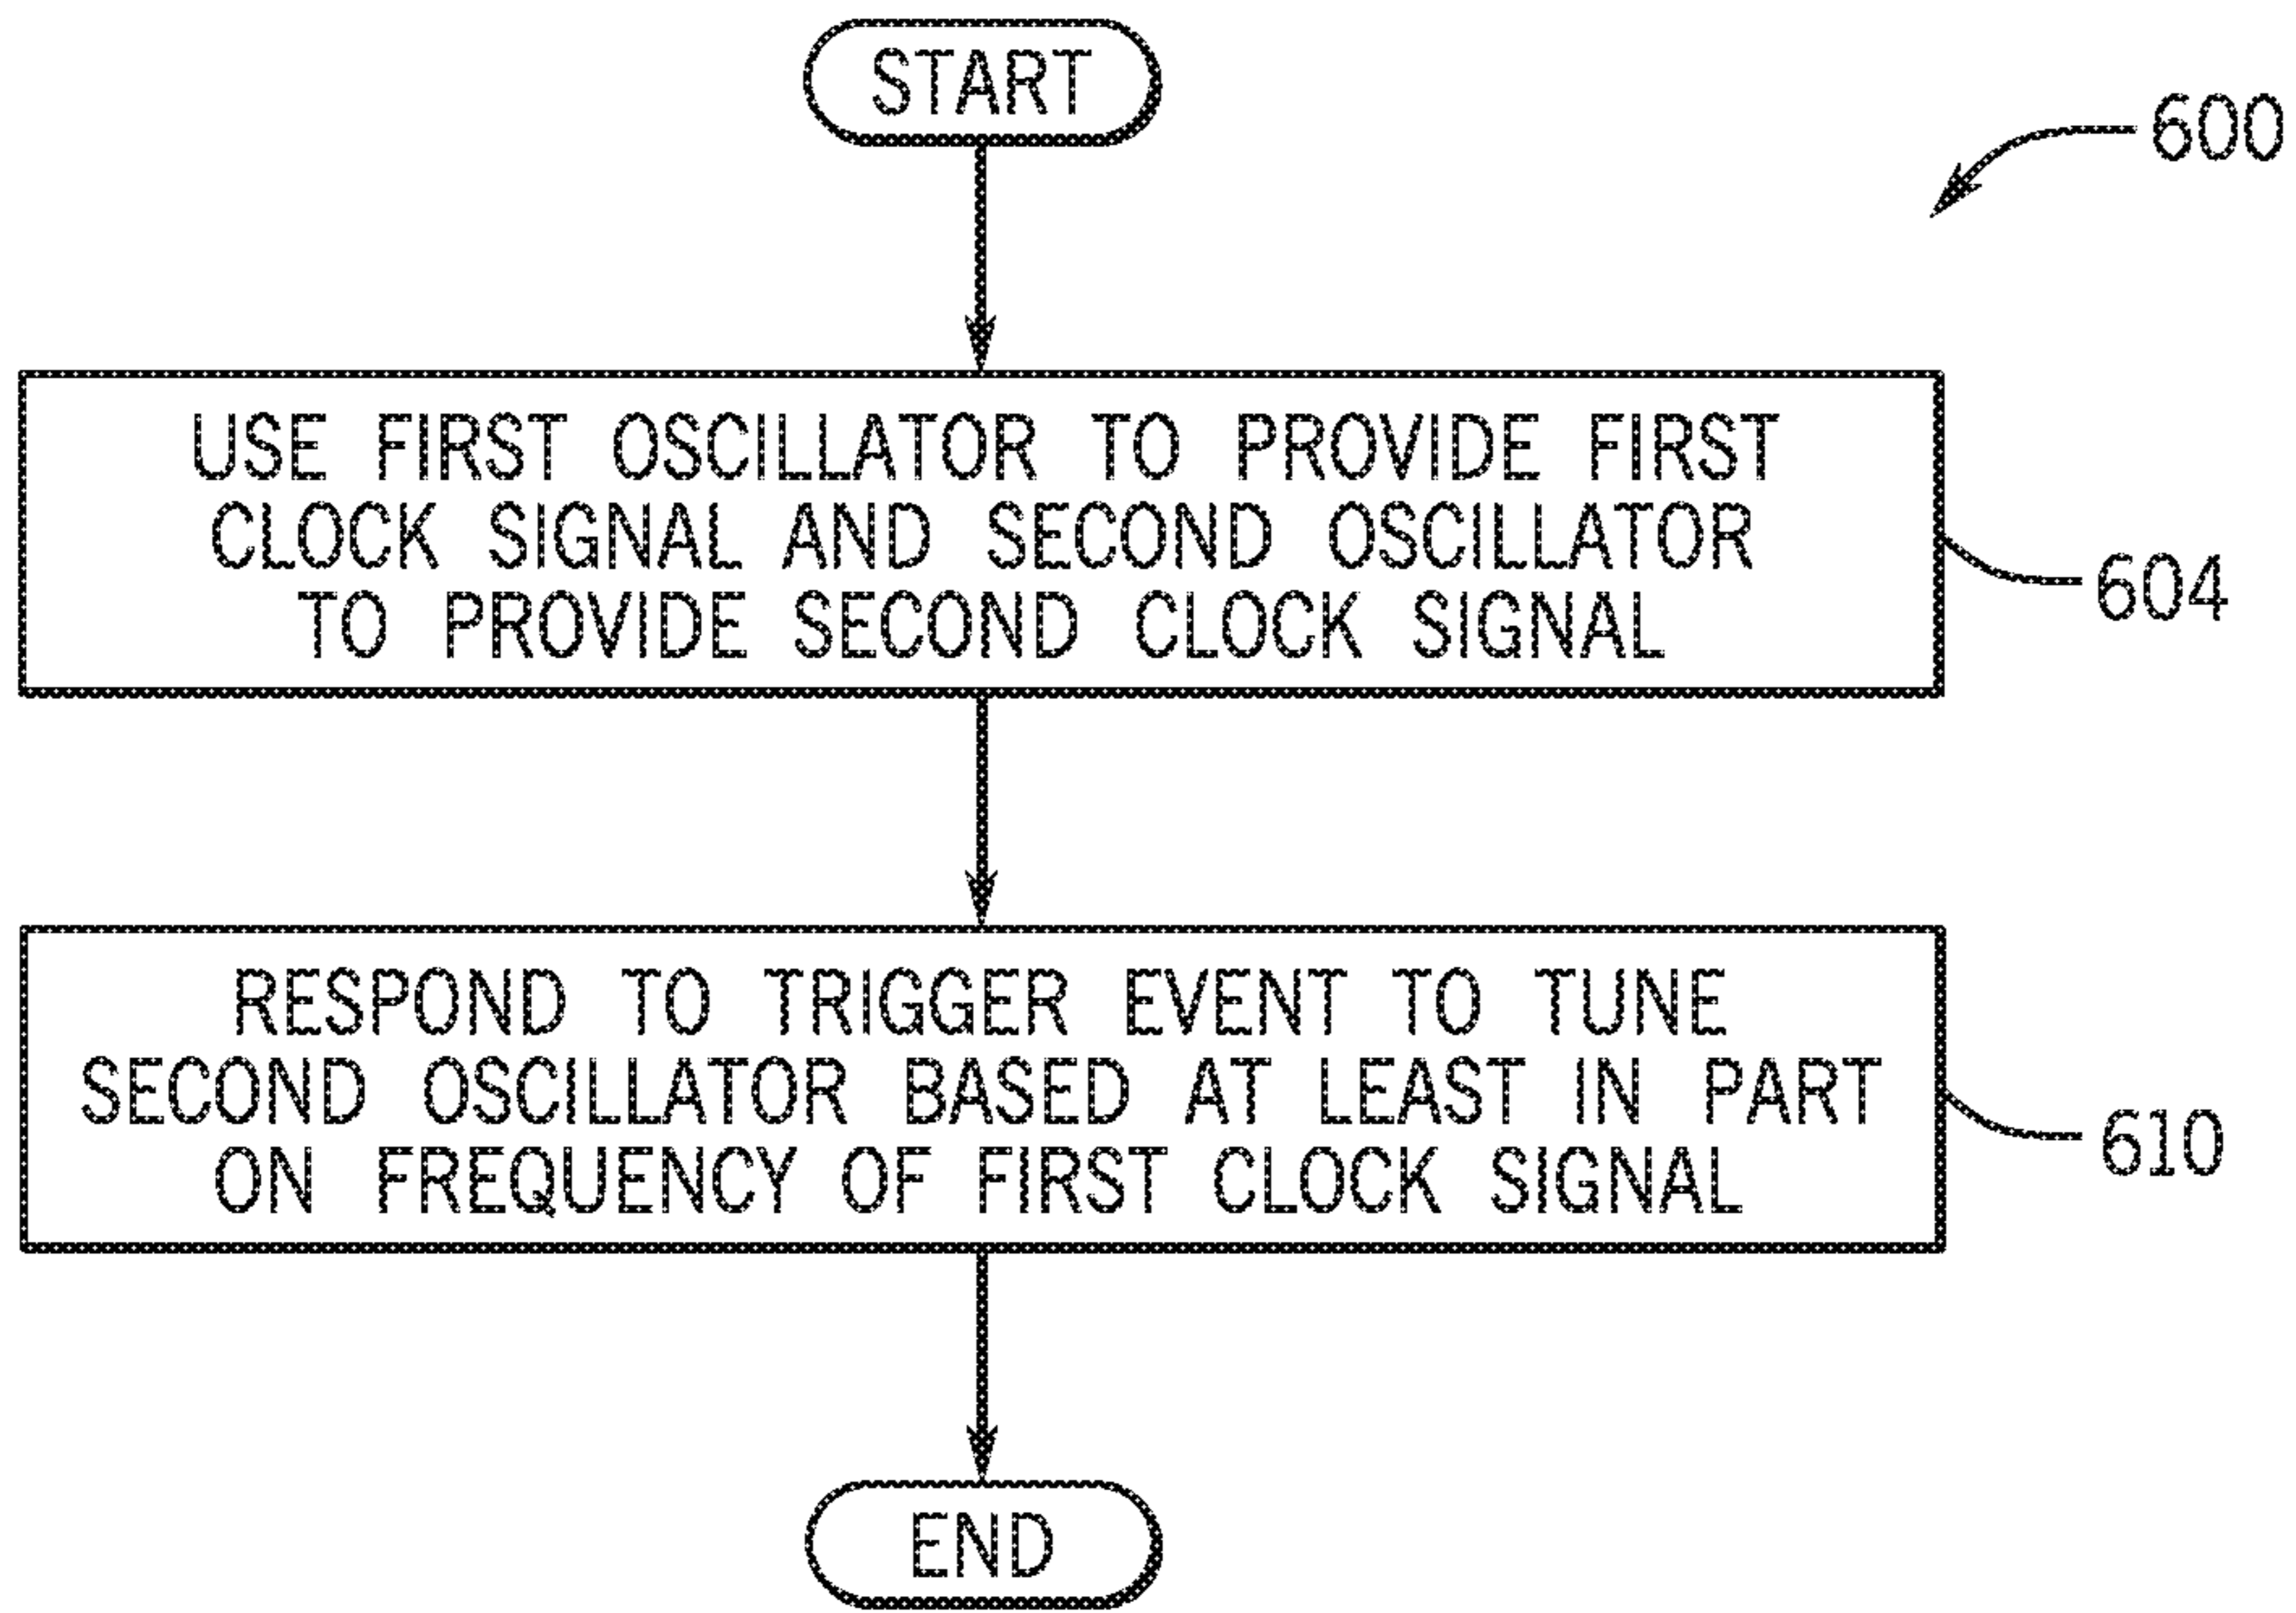 START
600
USE FIRST OSCILLATOR TO PROVIDE FIRST
CLOCK SIGNAL AND SECOND OSCILLATOR
TO PROVIDE SECOND CLOCK SIGNAL
604
RESPOND TO TRIGGER EVENT TO TUNE
SECOND OSCILLATOR BASED AT LEAST IN PART
ON FREQUENCY OF FIRST CLOCK SIGNAL
610
END